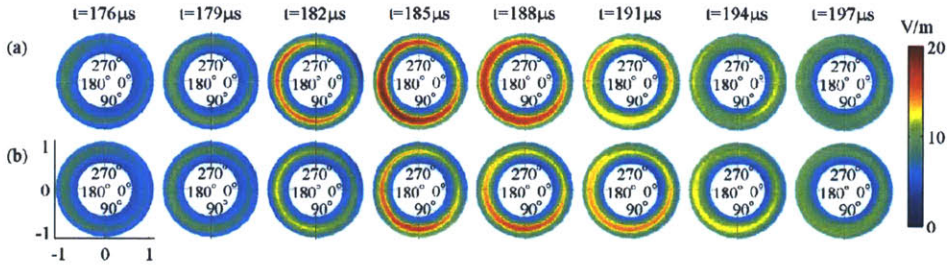 t=176μs t=179μs t=182μs t=185μs t=188μs t=191μs t=194μs t=197μs V/m
(a) 20
270° 270° 270° 270° 270° 270° 270° 270°
180° 0° 180° 0° 180° 0° 180° 0° 180° 0° 180° 0° 180° 0° 180° 0°
90° 90° 90° 90° 90° 90° 90° 90°
10
(b) 1
270° 270° 270° 270° 270° 270° 270° 270°
0 180° 0° 180° 0° 180° 0° 180° 0° 180° 0° 180° 0° 180° 0° 180° 0°
90° 90° 90° 90° 90° 90° 90° 90°
-1 0
-1 0 1